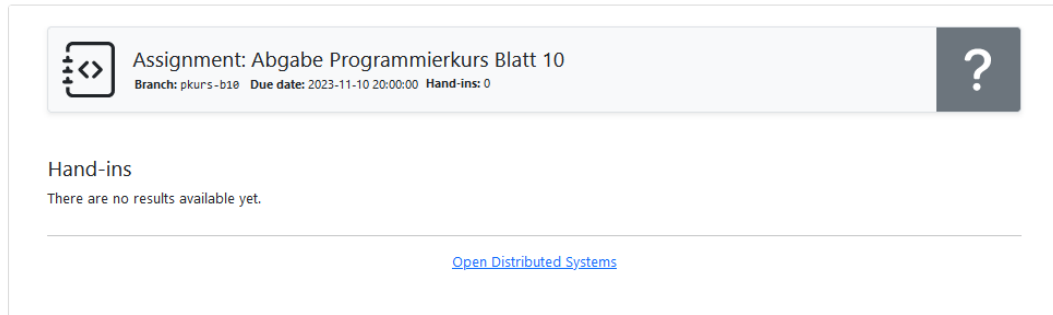 Assignment: Abgabe Programmierkurs Blatt 10
Branch: pkurs-b10 Due date: 2023-11-10 20:00:00 Hand-ins: 0
?
Hand-ins
There are no results available yet.
Open Distributed Systems